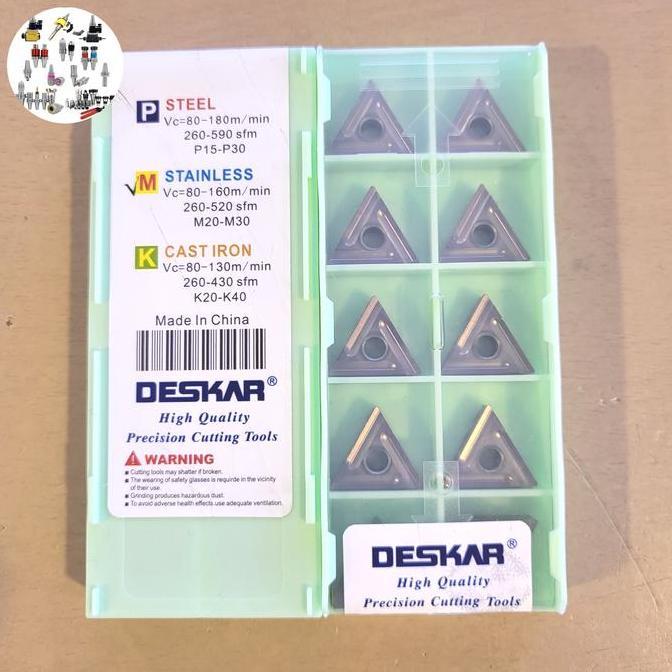 P STEEL
Vc=80-180m/min
260-590 sfm
P15-P30
✓M STAINLESS
Vc=80-160m/min
260-520 sfm
M20-M30
K CAST IRON
Vc=80-130m/min
260-430 sfm
K20-K40
Made In China
DESKAR®
High Quality
Precision Cutting Tools
WARNING
Cutting tools may shatter if broken.
The wearing of safety glasses is requirde in the vicinity
of their use.
Grinding produces hazardous dust.
To avoid adverse health effects.use adequate ventilation.
DESKAR®
High Quality
Precision Cutting Tools